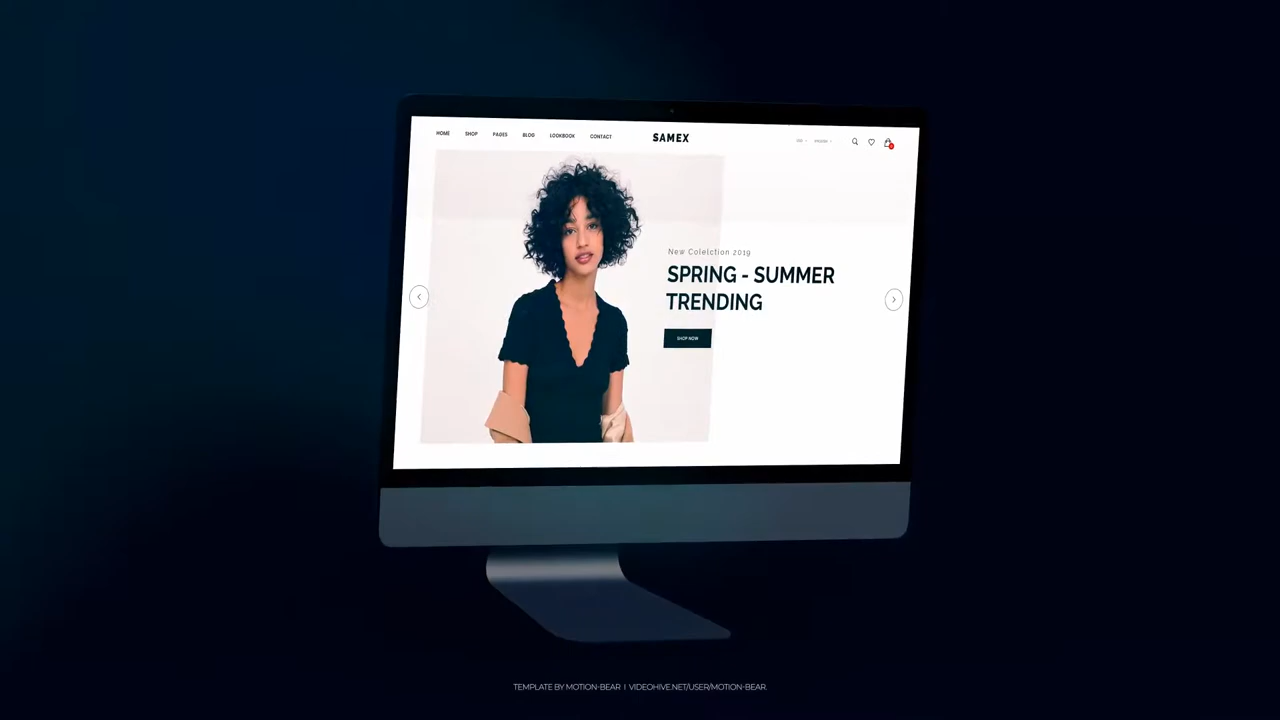 HOME SHOP PAGES BLOG LOOKBOOK CONTACT SAMEX
New Colelction 2019
SPRING - SUMMER
TRENDING
SHOP NOW
TEMPLATE BY MOTION-BEAR I VIDEOHIVE.NET/USER/MOTION-BEAR